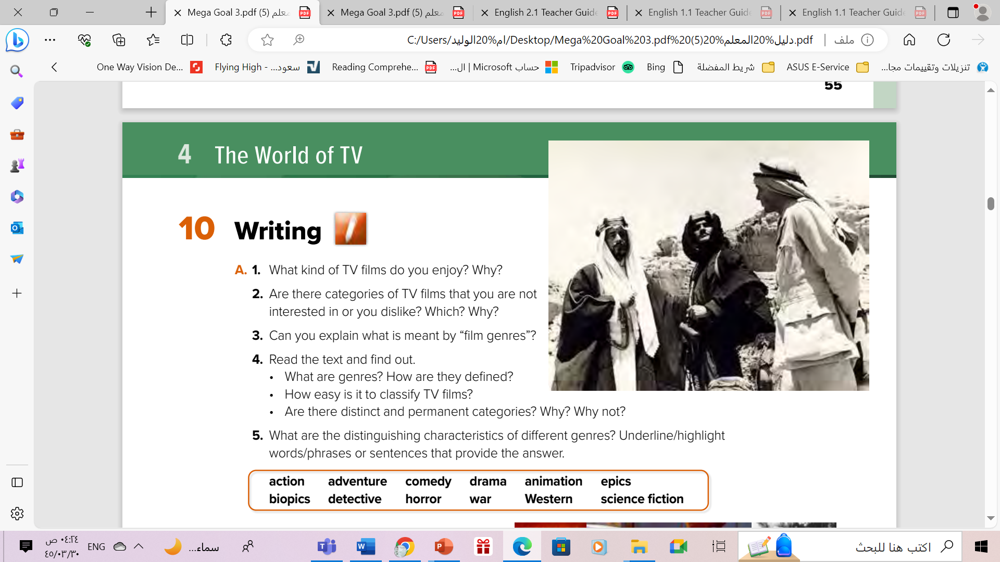 Mega Goal 3.pdf (5) معلم
Mega Goal 3.pdf (5) معلم
English 2.1 Teacher Guide
English 1.1 Teacher Guide
English 1.1 Teacher Guide
C:/Users/ام%20الوليد/Desktop/Mega%20Goal%203.pdf%20(5)%20دليل%20المعلم.pdf
ملف
One Way Vision De...
Flying High - سعود...
Reading Comprehe...
حساب Microsoft | ال...
Tripadvisor
Bing
شريط المفضلة
ASUS E-Service
تنزيلات وتقييمات مجا...
55
4 The World of TV
10 Writing
A. 1. What kind of TV films do you enjoy? Why?
2. Are there categories of TV films that you are not
interested in or you dislike? Which? Why?
3. Can you explain what is meant by “film genres”?
4. Read the text and find out.
• What are genres? How are they defined?
• How easy is it to classify TV films?
• Are there distinct and permanent categories? Why? Why not?
5. What are the distinguishing characteristics of different genres? Underline/highlight
words/phrases or sentences that provide the answer.
action adventure comedy drama animation epics
biopics detective horror war Western science fiction
٠٤:٢٤ ص
٤٥/٠٣/٣٠
ENG
سماء...
اكتب هنا للبحث